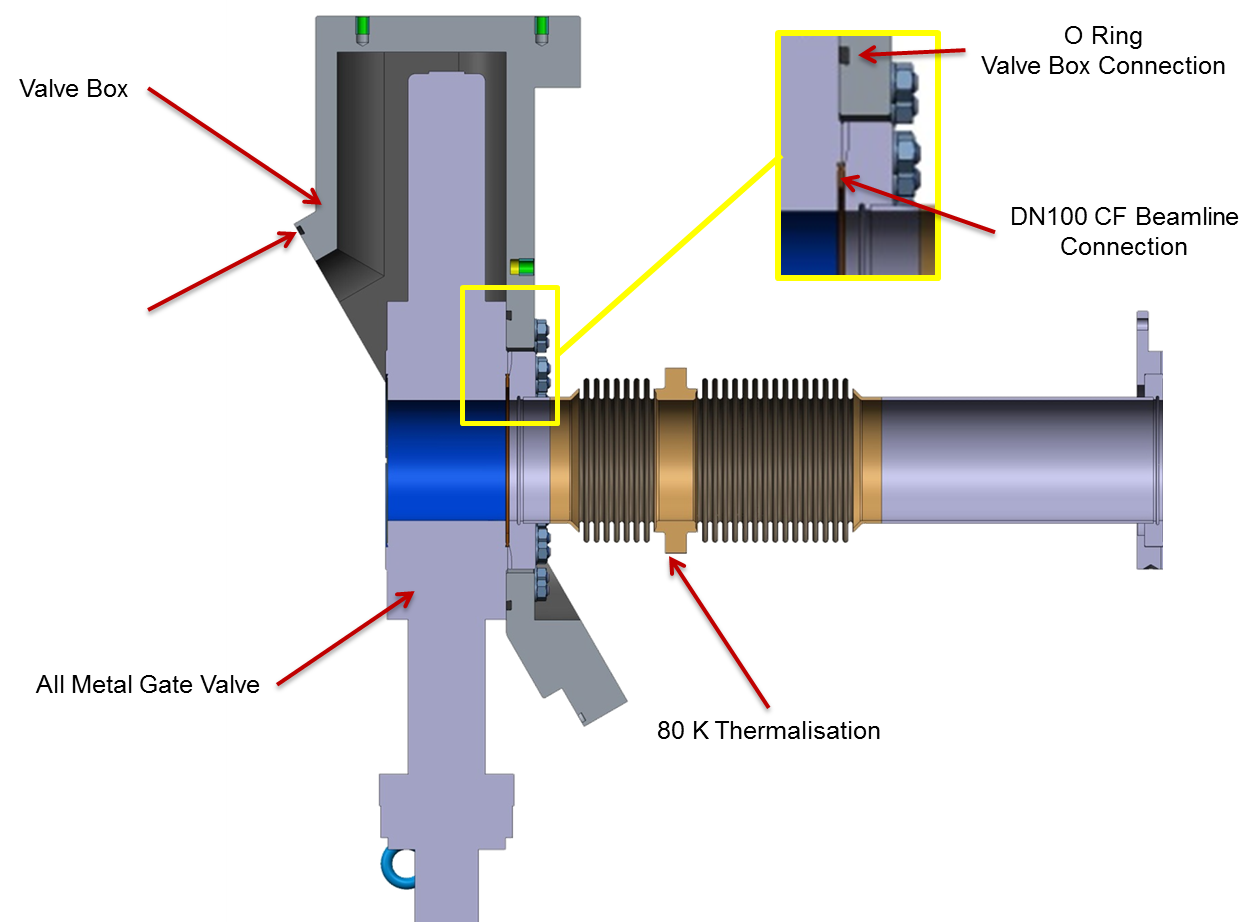 O Ring
Valve Box Connection
Valve Box
DN100 CF Beamline
Connection
All Metal Gate Valve
80 K Thermalisation